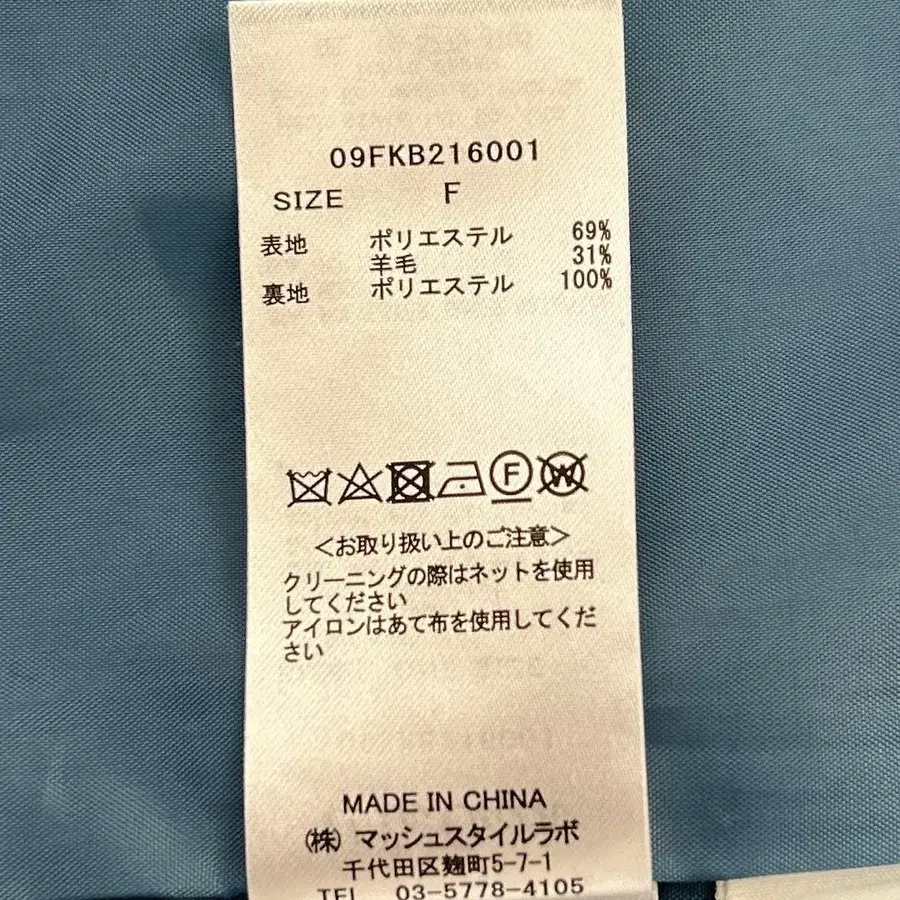 09FKB216001
SIZE F
表地 ポリエステル 69%
羊毛 31%
裏地 ポリエステル 100%
F W
<お取り扱い上のご注意>
クリーニングの際はネットを使用
してください
アイロンはあて布を使用してくだ
さい
MADE IN CHINA
(株) マッシュスタイルラボ
千代田区麹町5-7-1
TEL 03-5778-4105